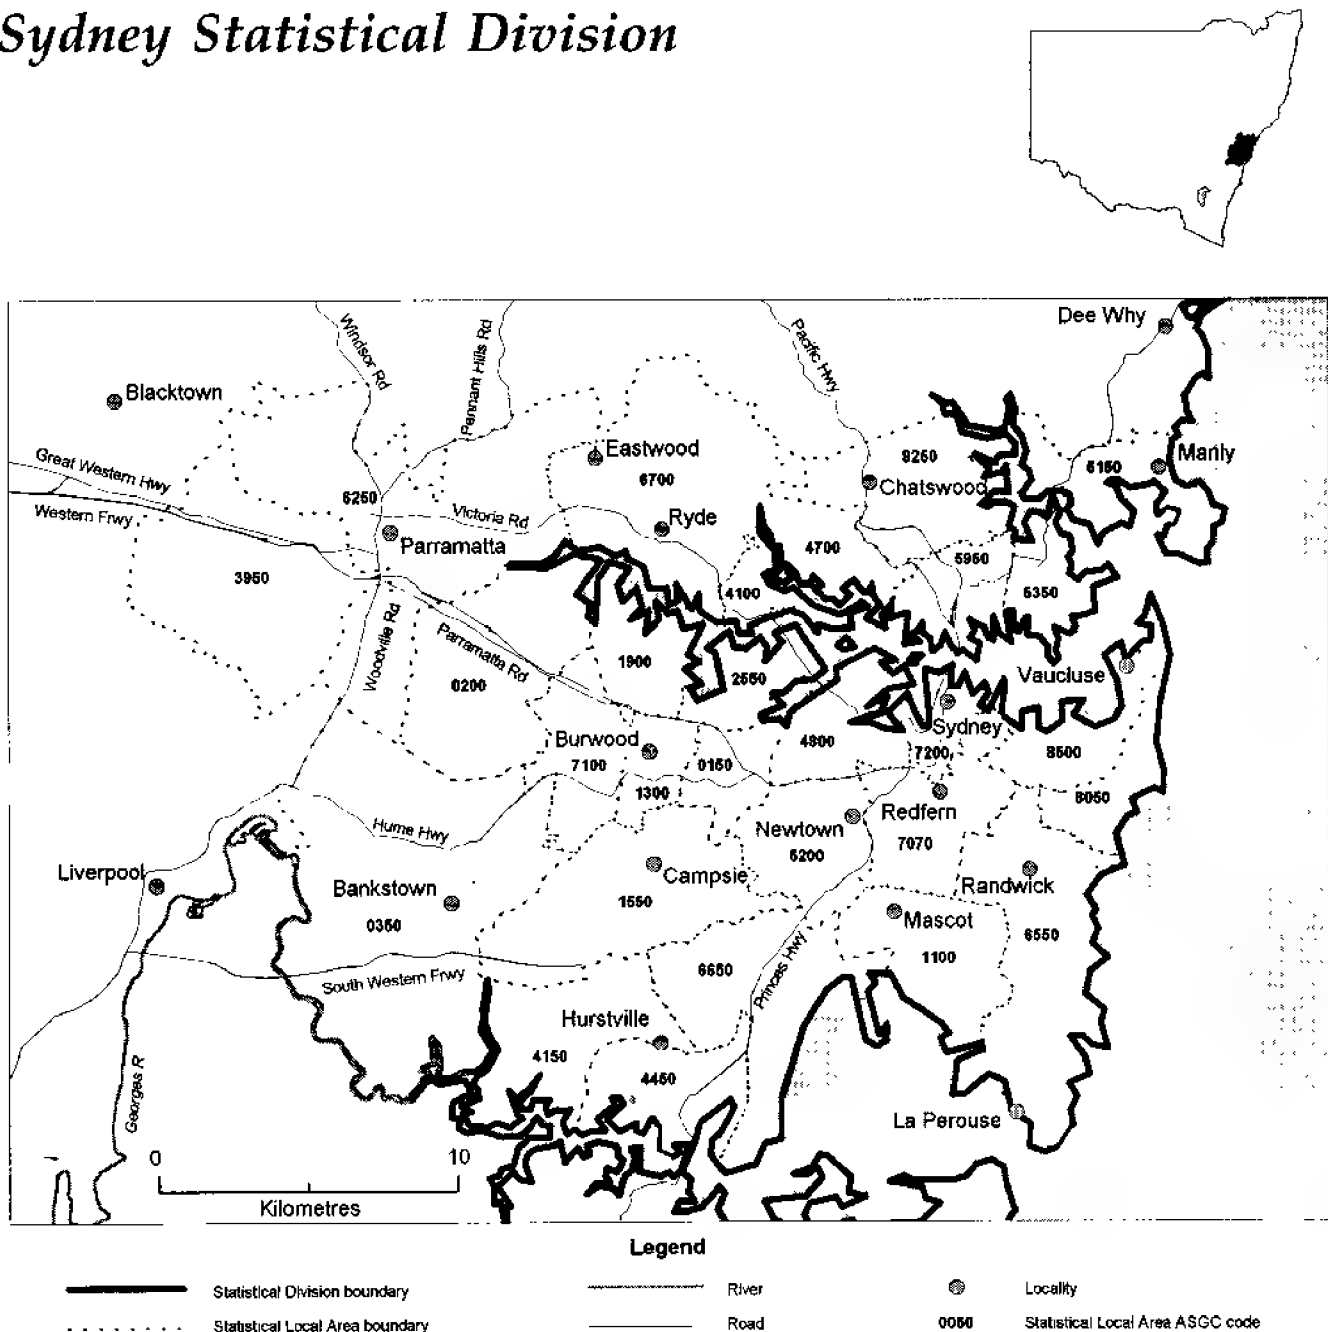 Sydney Statistical Division
Dee Why
Windsor Rd
Pennant Hills Rd
Pacific Hwy
Blacktown
Eastwood
6700
8250
Manly
5150
Great Western Hwy
Chatswood
6250
Western Frwy
Victoria Rd
Ryde
Parramatta
4700
5950
3950
4100
5350
Woodville Rd
Parramatta Rd
1900
2550
Vaucluse
0200
Sydney
Burwood
4800
7200
8500
7100
0150
1300
8050
Hume Hwy
Newtown
Redfern
5200
7070
Liverpool
Bankstown
Campsie
Randwick
0350
1550
Mascot
6550
1100
South Western Frwy
6650
Princes Hwy
Hurstville
4150
4450
Georges R
La Perouse
0
10
Kilometres
Legend
Statistical Division boundary
River
Locality
Statistical Local Area boundary
Road
0050
Statistical Local Area ASGC code